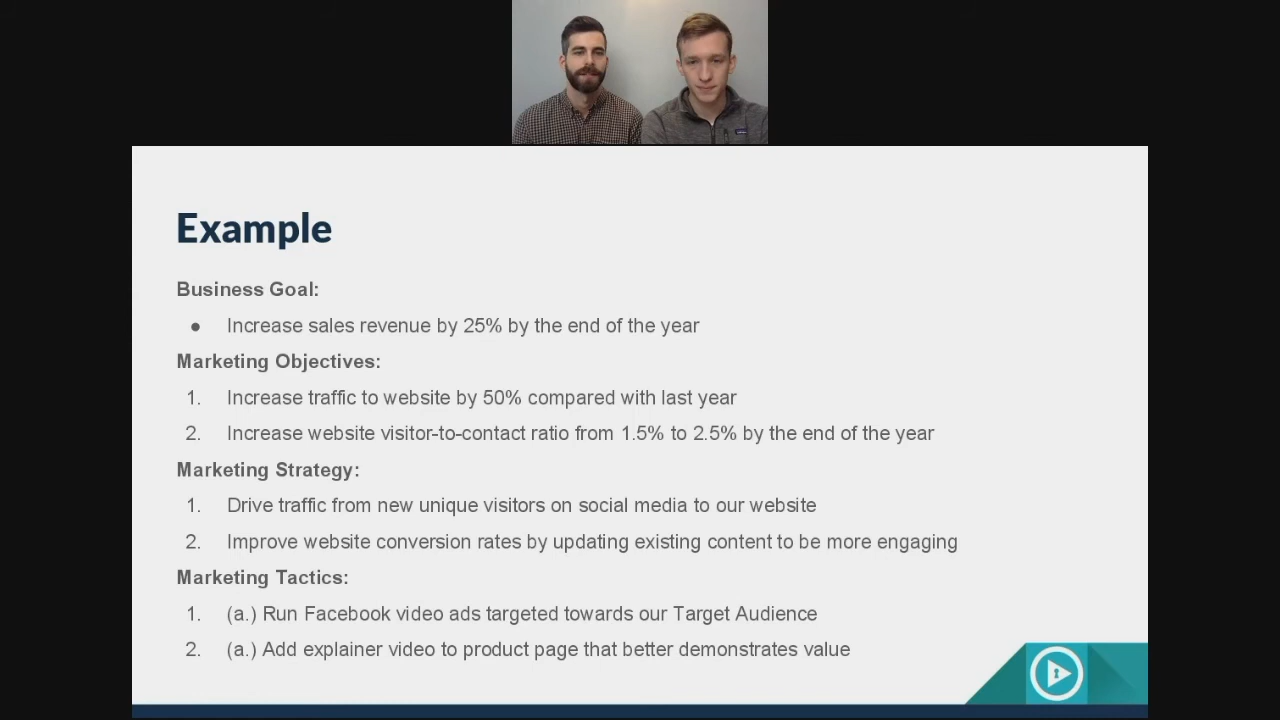 Example
Business Goal:
● Increase sales revenue by 25% by the end of the year
Marketing Objectives:
1. Increase traffic to website by 50% compared with last year
2. Increase website visitor-to-contact ratio from 1.5% to 2.5% by the end of the year
Marketing Strategy:
1. Drive traffic from new unique visitors on social media to our website
2. Improve website conversion rates by updating existing content to be more engaging
Marketing Tactics:
1. (a.) Run Facebook video ads targeted towards our Target Audience
2. (a.) Add explainer video to product page that better demonstrates value